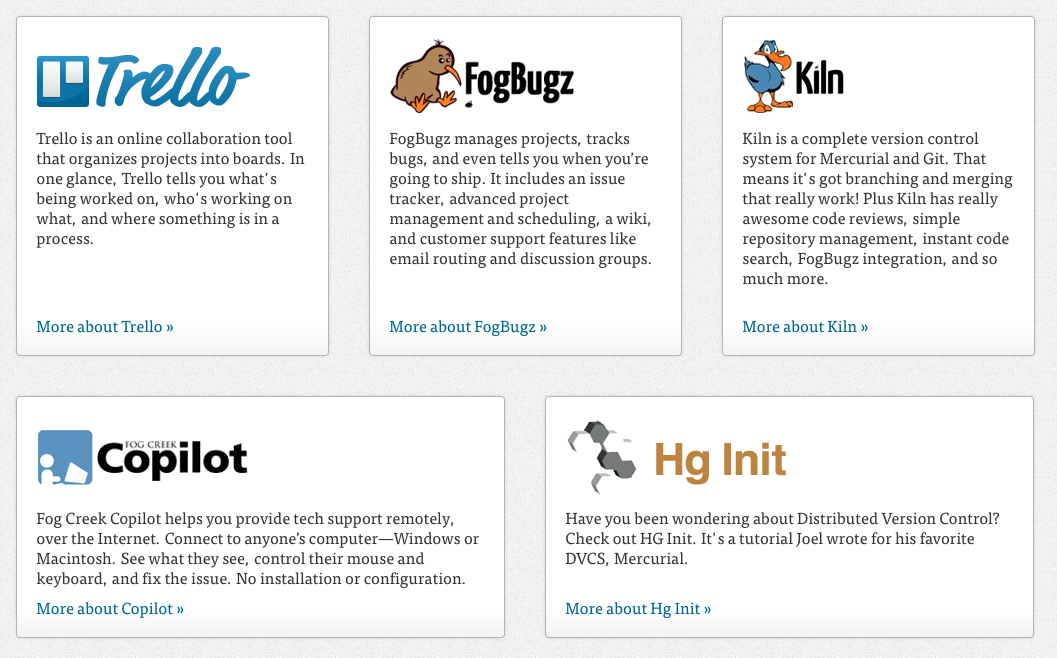 Trello
Trello is an online collaboration tool
that organizes projects into boards. In
one glance, Trello tells you what's
being worked on, who's working on
what, and where something is in a
process.
More about Trello »
FogBugz
FogBugz manages projects, tracks
bugs, and even tells you when you’re
going to ship. It includes an issue
tracker, advanced project
management and scheduling, a wiki,
and customer support features like
email routing and discussion groups.
More about FogBugz »
Kiln
Kiln is a complete version control
system for Mercurial and Git. That
means it's got branching and merging
that really work! Plus Kiln has really
awesome code reviews, simple
repository management, instant code
search, FogBugz integration, and so
much more.
More about Kiln »
FOG CREEK
Copilot
Fog Creek Copilot helps you provide tech support remotely,
over the Internet. Connect to anyone’s computer—Windows or
Macintosh. See what they see, control their mouse and
keyboard, and fix the issue. No installation or configuration.
More about Copilot »
Hg Init
Have you been wondering about Distributed Version Control?
Check out HG Init. It's a tutorial Joel wrote for his favorite
DVCS, Mercurial.
More about Hg Init »